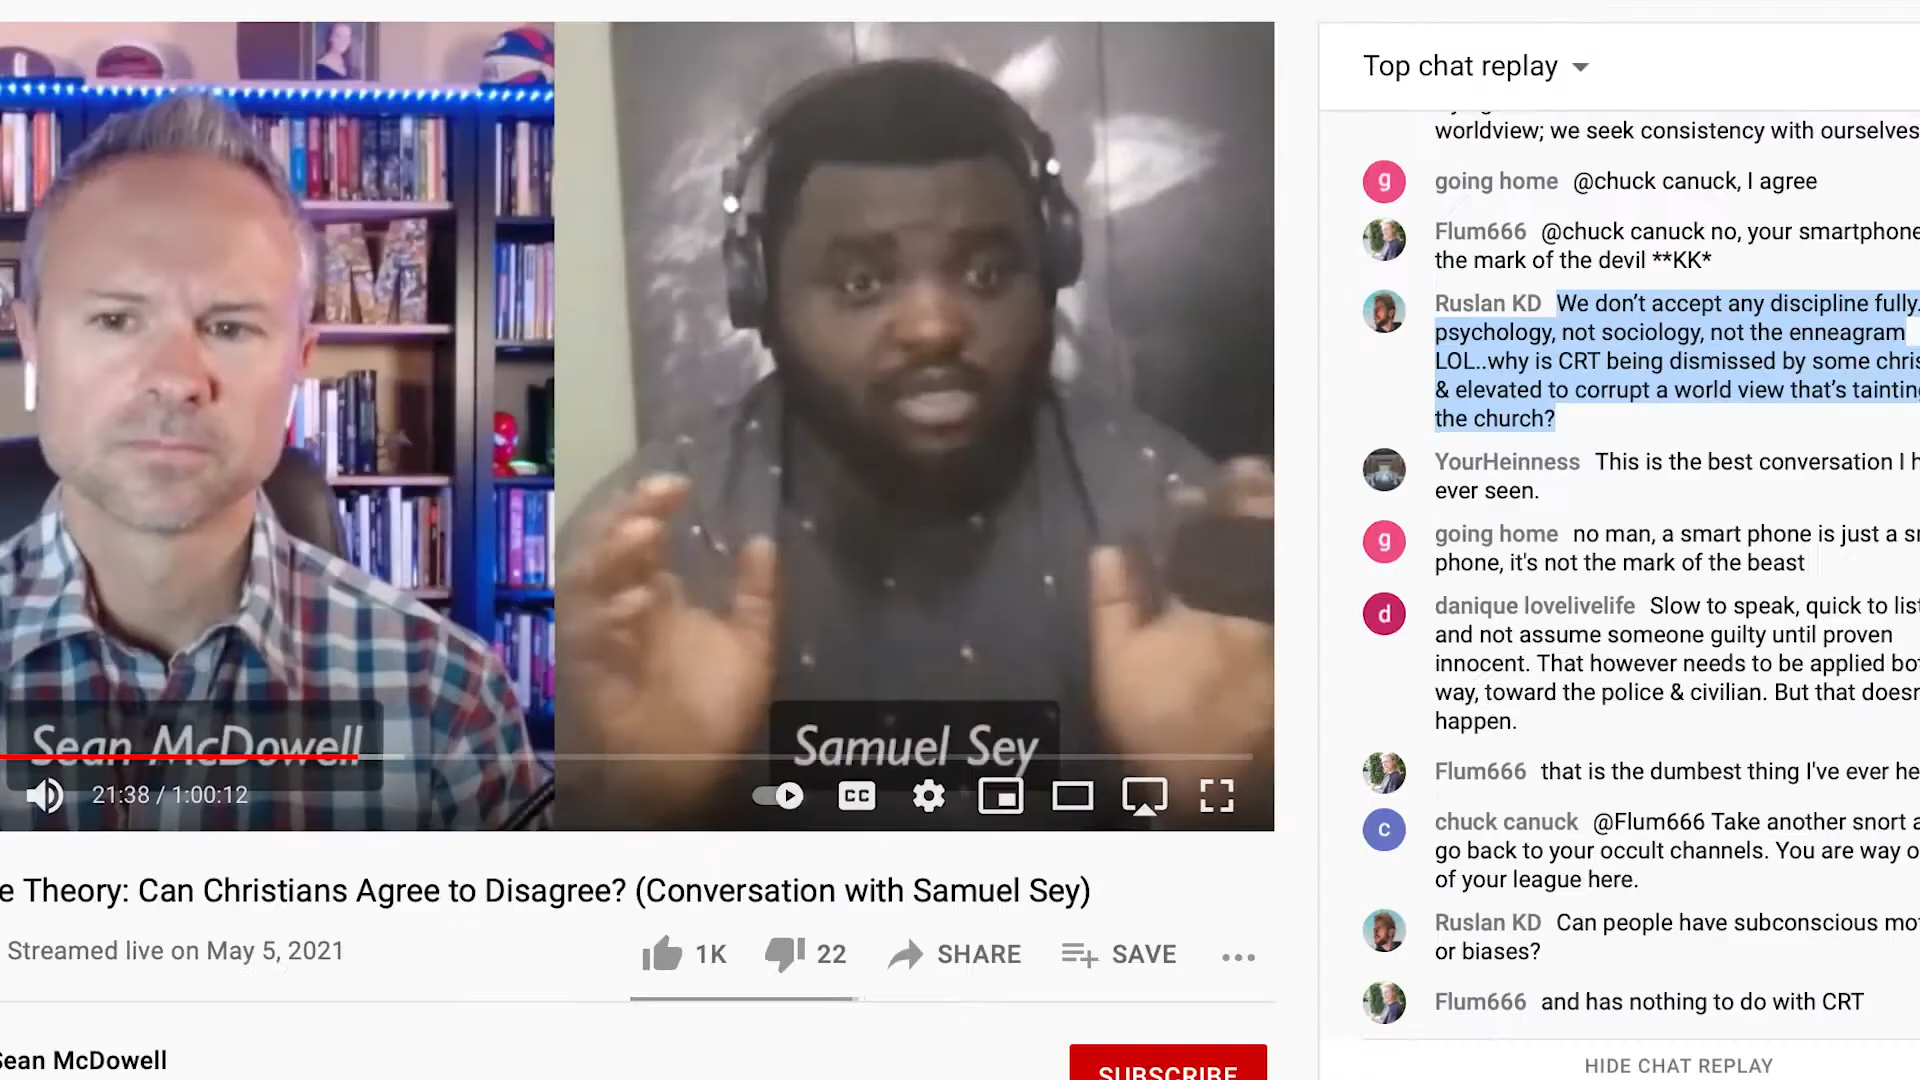 Sean McDowell
Samuel Sey
21:38 / 1:00:12
CC
e Theory: Can Christians Agree to Disagree? (Conversation with Samuel Sey)
Streamed live on May 5, 2021
1K
22
SHARE
SAVE
Sean McDowell
SUBSCRIBE
Top chat replay
worldview; we seek consistency with ourselves
g
going home @chuck canuck, I agree
Flum666 @chuck canuck no, your smartphone
the mark of the devil **KK*
Ruslan KD We don’t accept any discipline fully.
psychology, not sociology, not the enneagram
LOL..why is CRT being dismissed by some chris
& elevated to corrupt a world view that’s tainting
the church?
YourHeinness This is the best conversation I h
ever seen.
g
going home no man, a smart phone is just a s
phone, it's not the mark of the beast
d
danique lovelivelife Slow to speak, quick to list
and not assume someone guilty until proven
innocent. That however needs to be applied bo
way, toward the police & civilian. But that doesn
happen.
Flum666 that is the dumbest thing I've ever he
c
chuck canuck @Flum666 Take another snort a
go back to your occult channels. You are way o
of your league here.
Ruslan KD Can people have subconscious mot
or biases?
Flum666 and has nothing to do with CRT
HIDE CHAT REPLAY